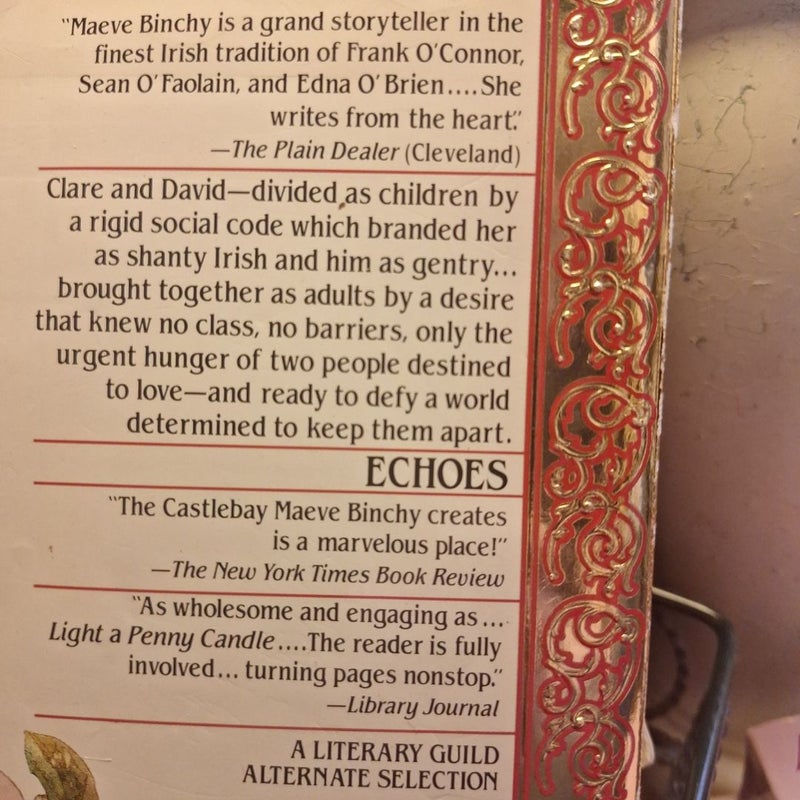 "Maeve Binchy is a grand storyteller in the
finest Irish tradition of Frank O'Connor,
Sean O'Faolain, and Edna O'Brien....She
writes from the heart."
—The Plain Dealer (Cleveland)
Clare and David—divided as children by
a rigid social code which branded her
as shanty Irish and him as gentry...
brought together as adults by a desire
that knew no class, no barriers, only the
urgent hunger of two people destined
to love—and ready to defy a world
determined to keep them apart.
ECHOES
"The Castlebay Maeve Binchy creates
is a marvelous place!"
—The New York Times Book Review
"As wholesome and engaging as...
Light a Penny Candle....The reader is fully
involved... turning pages nonstop."
—Library Journal
A LITERARY GUILD
ALTERNATE SELECTION